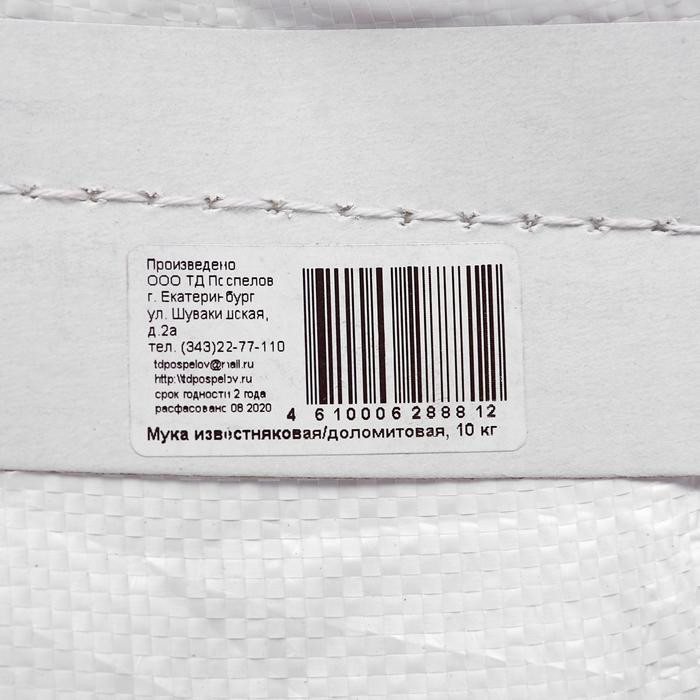 Произведено
ООО ТД Поспелов
г. Екатеринбург
ул. Шувакишская,
д.2а
тел. (343)22-77-110
tdpospelov@mail.ru
http:\\tdpospelov.ru
срок годности 2 года
расфасовано 08 2020
4 610006 288812
Мука известняковая/доломитовая, 10 кг